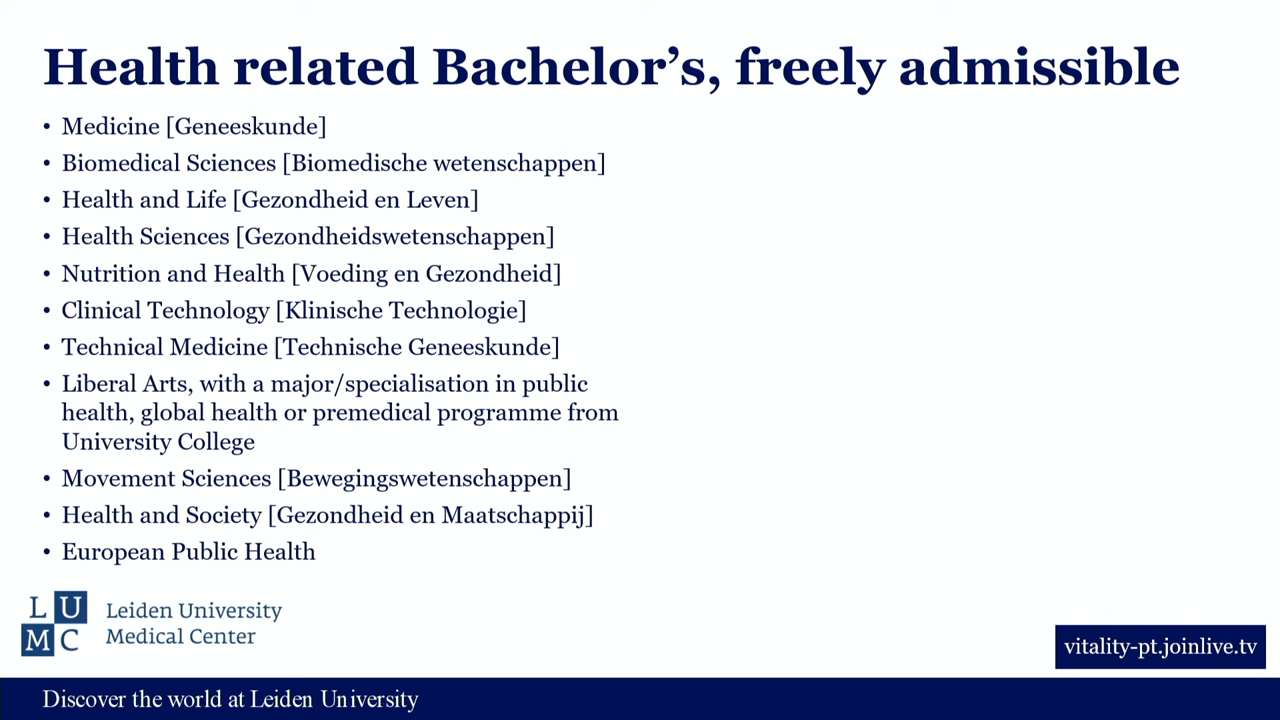 Health related Bachelor's, freely admissible
• Medicine [Geneeskunde]
• Biomedical Sciences [Biomedische wetenschappen]
• Health and Life [Gezondheid en Leven]
• Health Sciences [Gezondheidswetenschappen]
• Nutrition and Health [Voeding en Gezondheid]
• Clinical Technology [Klinische Technologie]
• Technical Medicine [Technische Geneeskunde]
• Liberal Arts, with a major/specialisation in public
health, global health or premedical programme from
University College
• Movement Sciences [Bewegingswetenschappen]
• Health and Society [Gezondheid en Maatschappij]
• European Public Health
L U
M C
Leiden University
Medical Center
vitality-pt.joinlive.tv
Discover the world at Leiden University